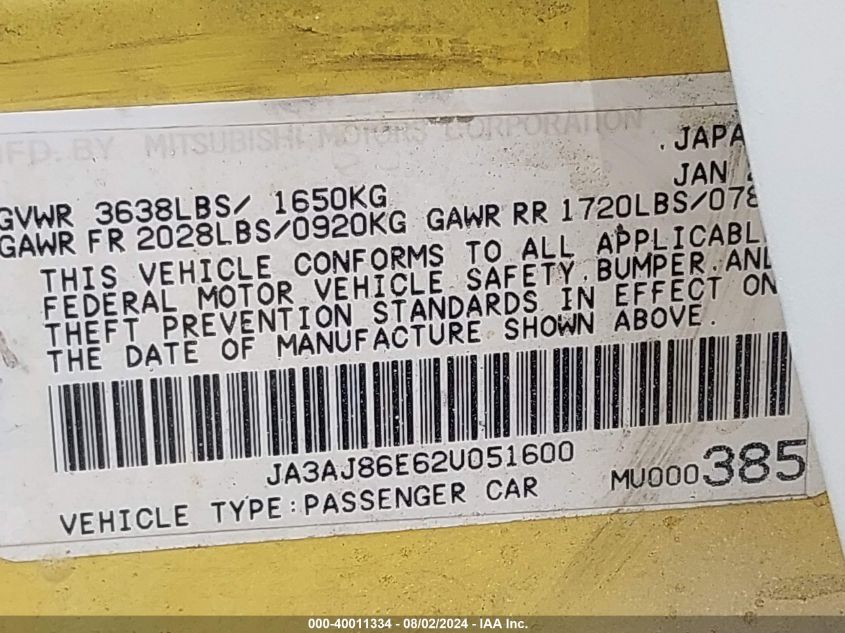 MFD. BY MITSUBISHI MOTORS CORPORATION .JAPA
JAN
GVWR 3638LBS/ 1650KG
GAWR FR 2028LBS/0920KG GAWR RR 1720LBS/078
THIS VEHICLE CONFORMS TO ALL APPLICABL
FEDERAL MOTOR VEHICLE SAFETY,BUMPER,AND
THEFT PREVENTION STANDARDS IN EFFECT ON
THE DATE OF MANUFACTURE SHOWN ABOVE.
JA3AJ86E62U051600
MU000385
VEHICLE TYPE:PASSENGER CAR
000-40011334 - 08/02/2024 - IAA Inc.